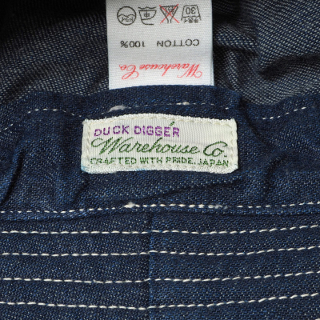 COTTON 100%
Warehouse Co.
DUCK DIGGER
Warehouse Co.
CRAFTED WITH PRIDE, JAPAN